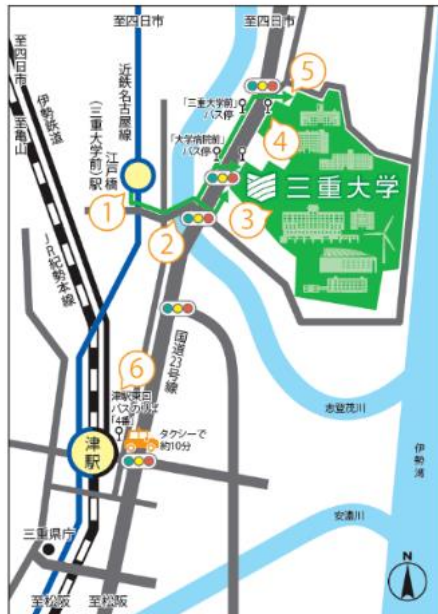 至四日市
至四日市
至四日市
至亀山
伊勢鉄道
近鉄名古屋線
江戸橋
(三重大学前)駅
JR紀勢本線
「三重大学前」
バス停
「大学病院前」
バス停
5
4
三重大学
3
1
2
国道23号線
6
津駅東口
バスのりば
「4番」
タクシーで
約10分
津駅
志登茂川
伊勢湾
安濃川
三重県庁
至松阪
至松阪
N